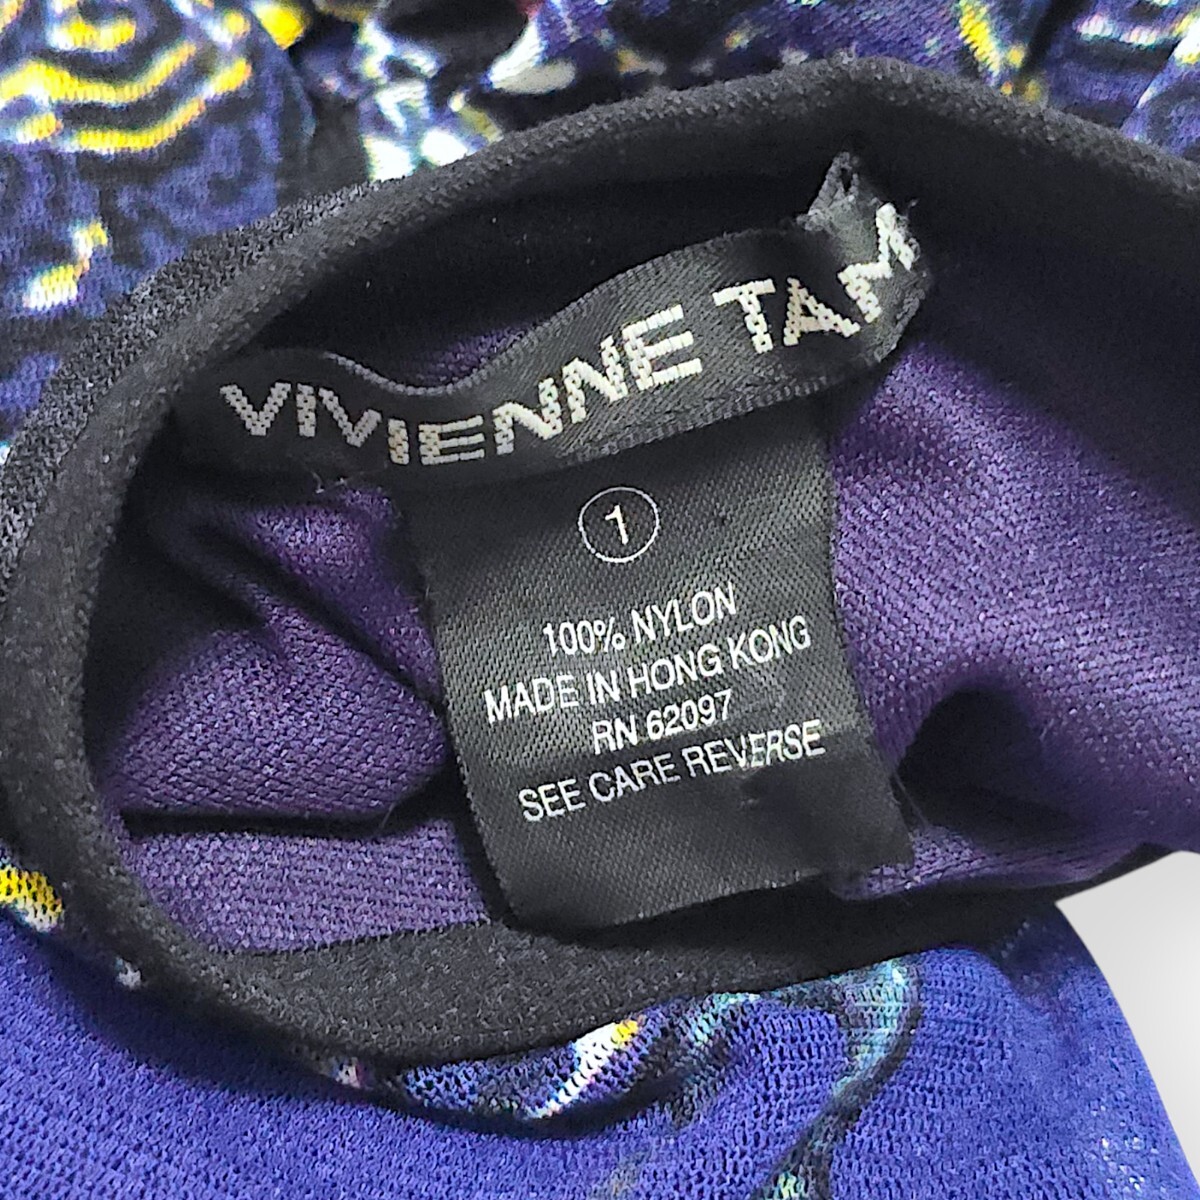 VIVIENNE TAM
1
100% NYLON
MADE IN HONG KONG
RN 62097
SEE CARE REVERSE